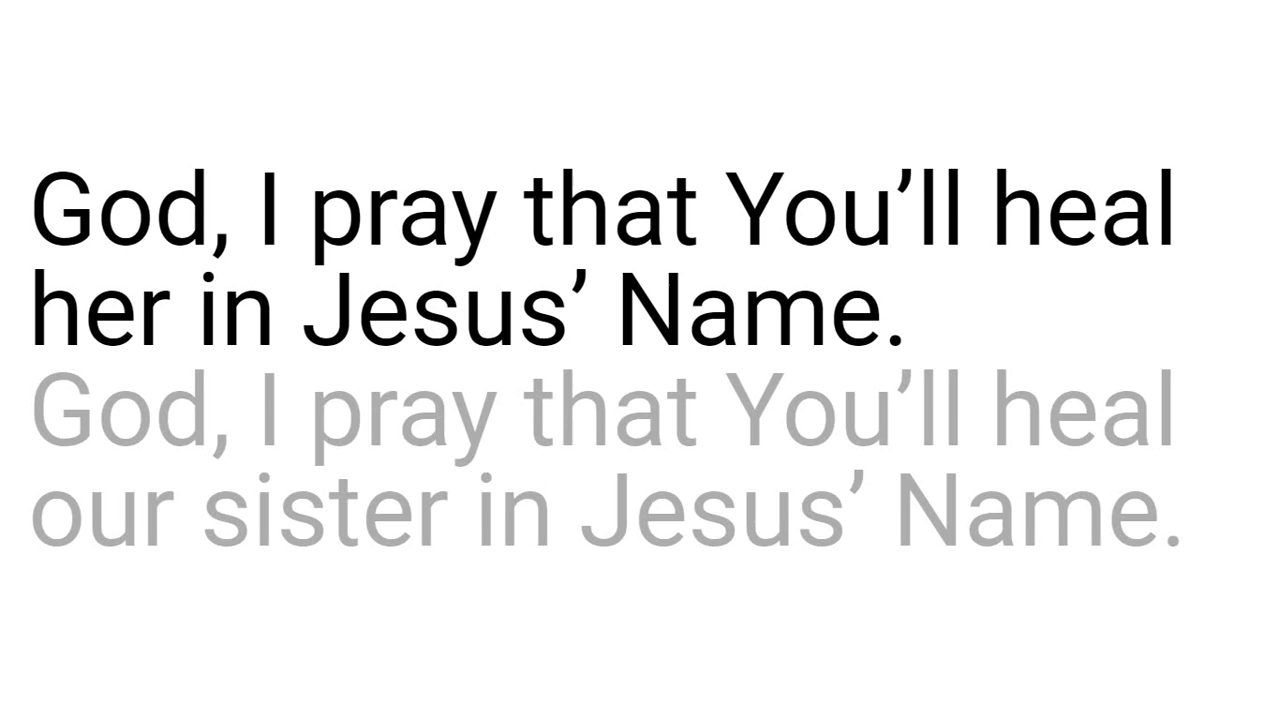 God, I pray that You’ll heal
her in Jesus’ Name.
God, I pray that You’ll heal
our sister in Jesus’ Name.